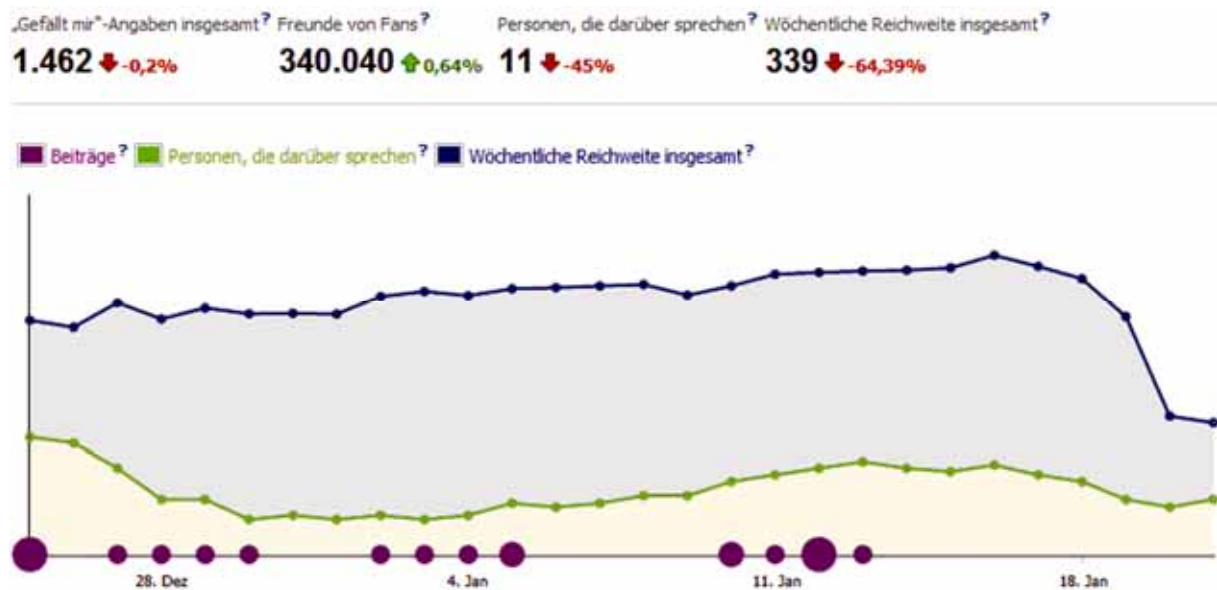 „Gefällt mir"-Angaben insgesamt? Freunde von Fans? Personen, die darüber sprechen? Wöchentliche Reichweite insgesamt?
1.462 -0,2% 340.040 0,64% 11 -45% 339 -64,39%
Beiträge? Personen, die darüber sprechen? Wöchentliche Reichweite insgesamt?
28. Dez 4. Jan 11. Jan 18. Jan